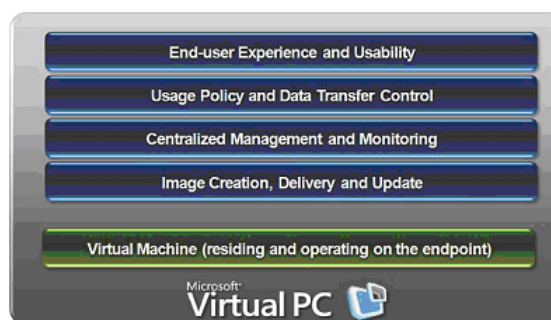 End-user Experience and Usability
Usage Policy and Data Transfer Control
Centralized Management and Monitoring
Image Creation, Delivery and Update
Virtual Machine (residing and operating on the endpoint)
Microsoft
Virtual PC